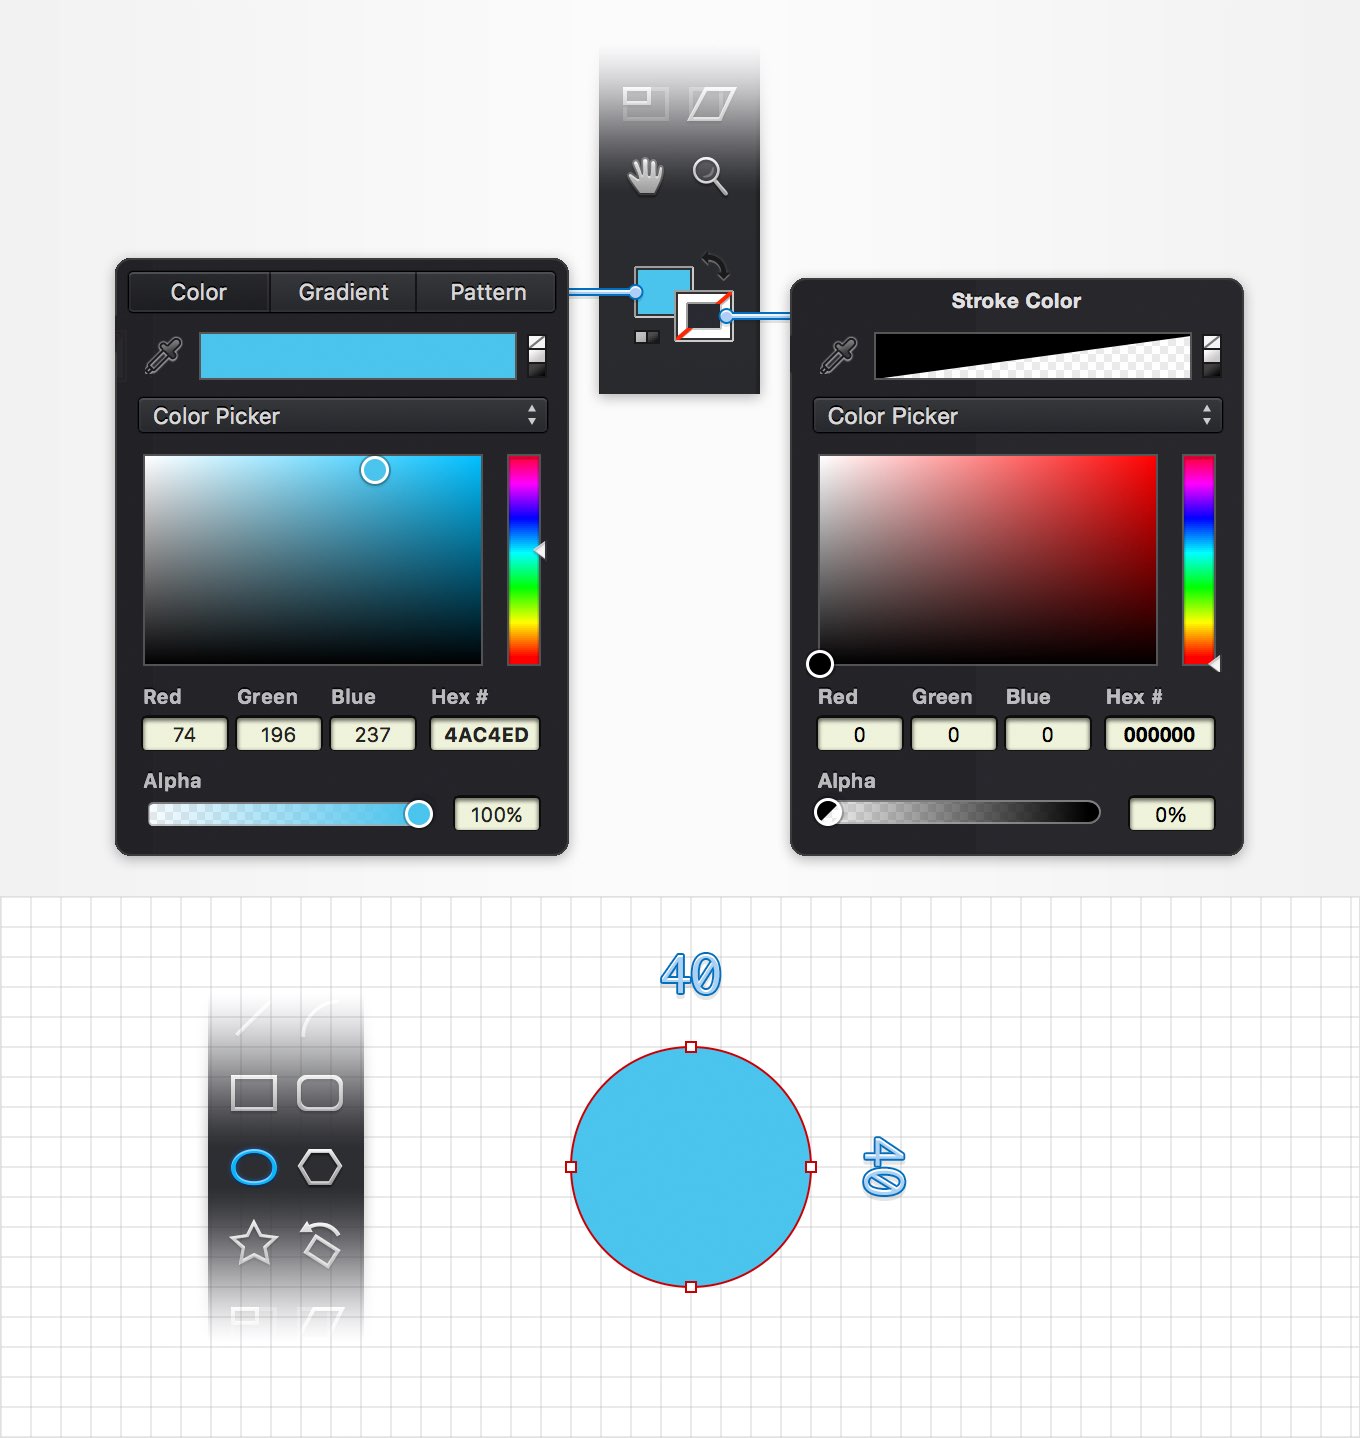 Color Gradient Pattern
Color Picker
Red Green Blue Hex #
74 196 237 4AC4ED
Alpha
100%
Stroke Color
Color Picker
Red Green Blue Hex #
0 0 0 000000
Alpha
0%
40
40